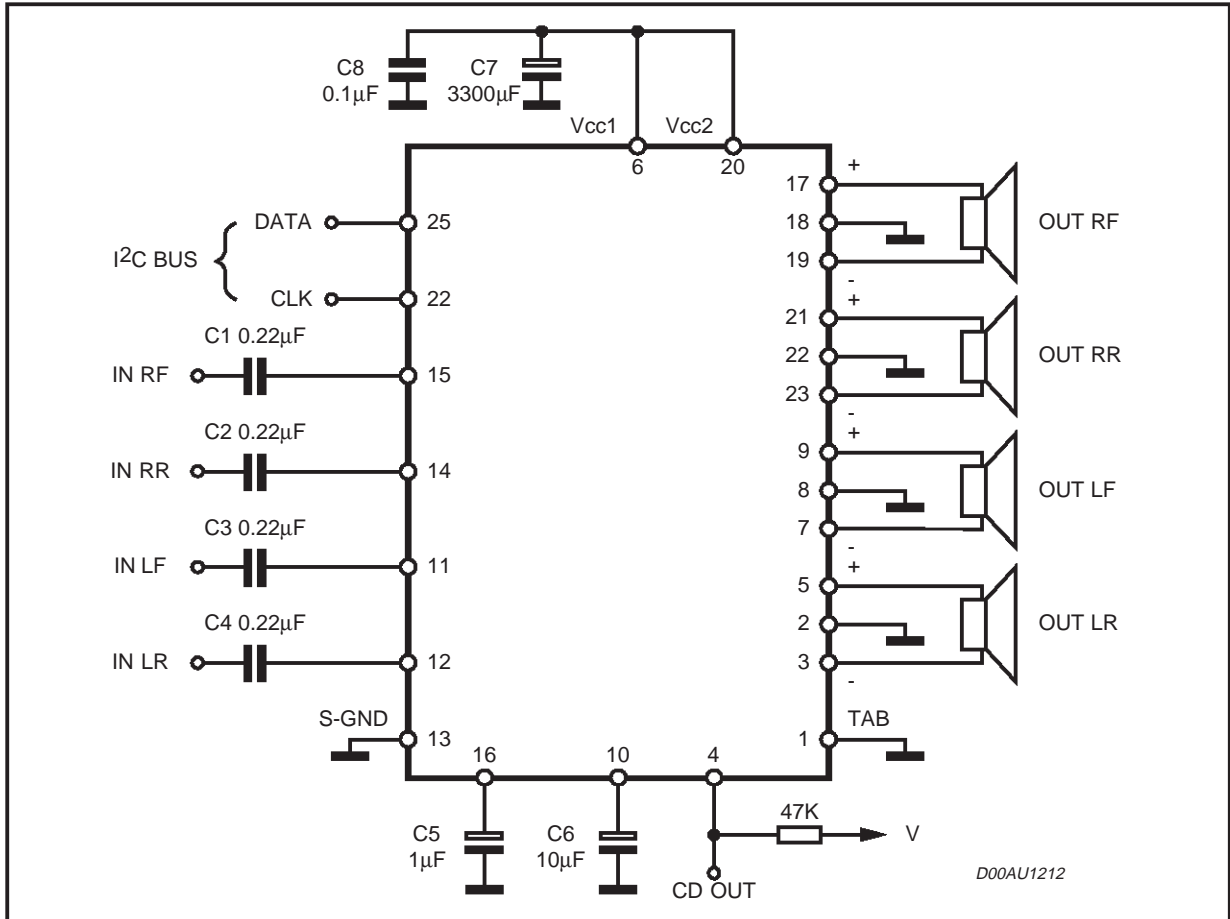 C8
0.1µF
C7
3300µF
Vcc1
Vcc2
6
20
I²C BUS
DATA
25
CLK
22
C1 0.22µF
IN RF
15
C2 0.22µF
IN RR
14
C3 0.22µF
IN LF
11
C4 0.22µF
IN LR
12
S-GND
13
16
10
4
C5
1µF
C6
10µF
47K
V
CD OUT
17
+
18
19
-
OUT RF
+
21
22
23
-
OUT RR
+
9
8
7
-
OUT LF
+
5
2
3
-
OUT LR
TAB
1
D00AU1212